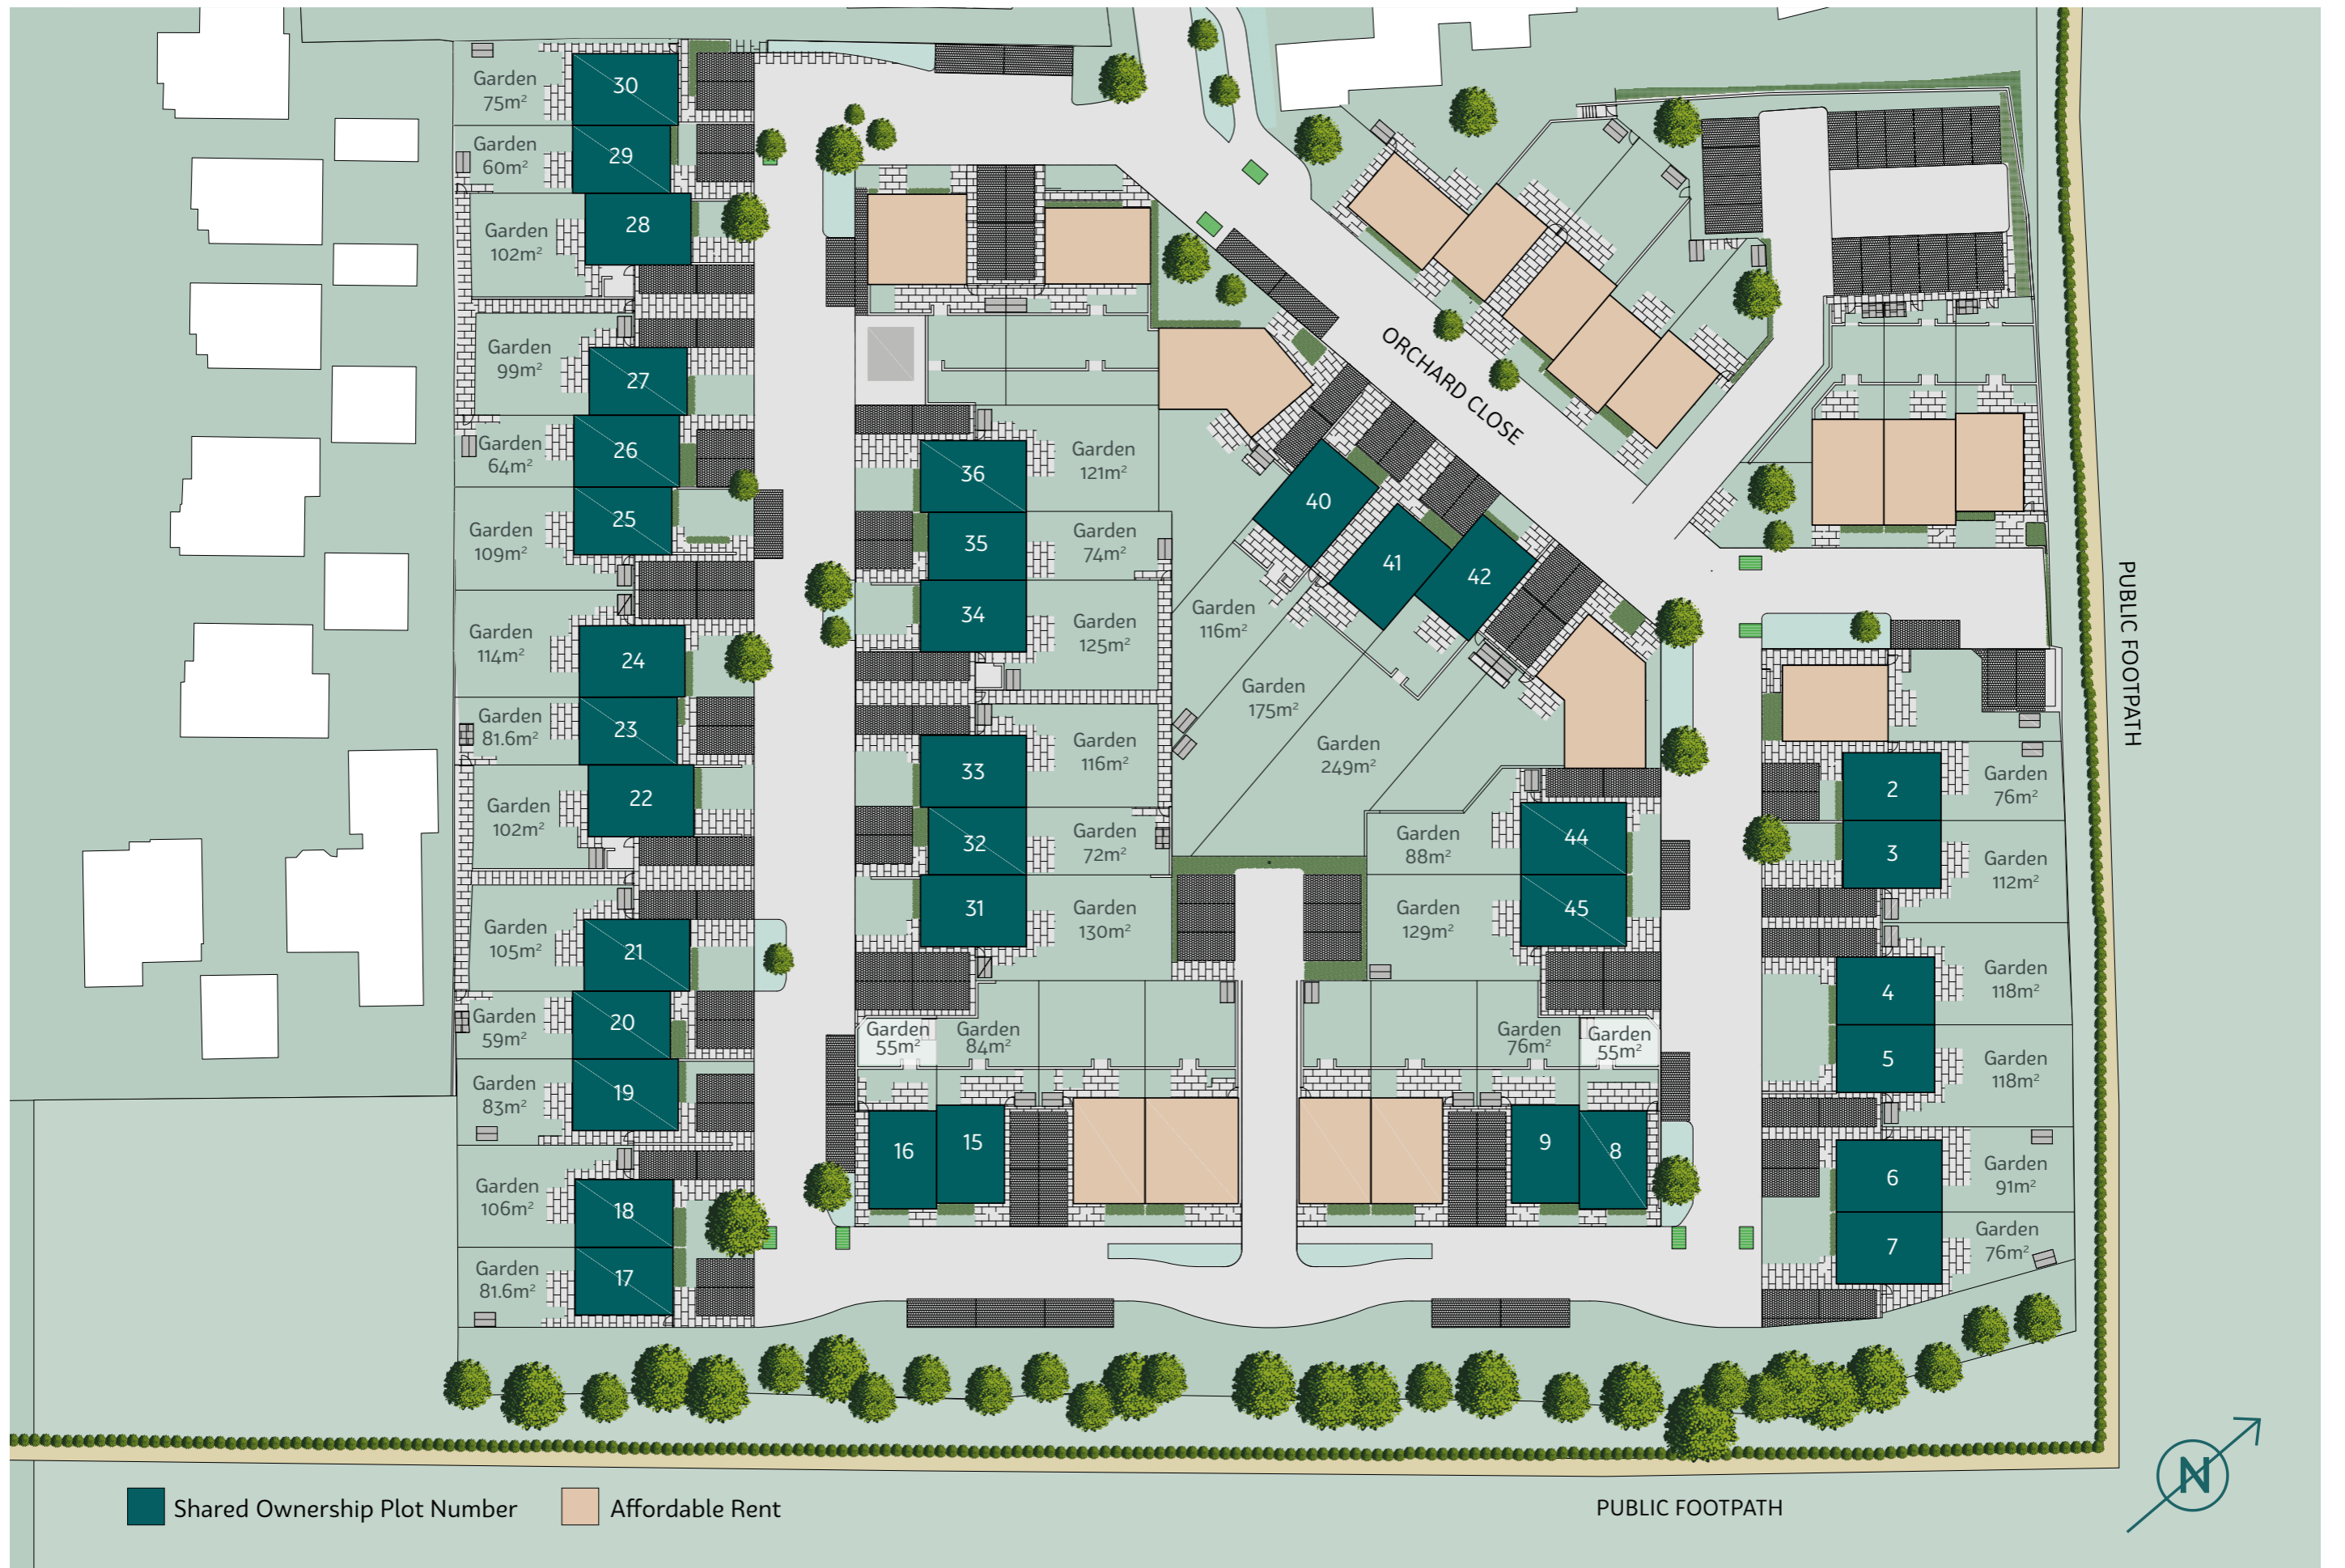 30
Garden
75m²
29
Garden
60m²
28
Garden
102m²
27
Garden
99m²
26
Garden
64m²
25
Garden
109m²
24
Garden
114m²
23
Garden
81.6m²
22
Garden
102m²
21
Garden
105m²
20
Garden
59m²
19
Garden
83m²
18
Garden
106m²
17
Garden
81.6m²
36
Garden
121m²
35
Garden
74m²
34
Garden
125m²
33
Garden
116m²
32
Garden
72m²
31
Garden
130m²
Garden
55m²
Garden
84m²
16
15
ORCHARD CLOSE
40
41
42
Garden
116m²
Garden
175m²
Garden
249m²
44
Garden
88m²
45
Garden
129m²
Garden
76m²
Garden
55m²
9
8
2
Garden
76m²
3
Garden
112m²
4
Garden
118m²
5
Garden
118m²
6
Garden
91m²
7
Garden
76m²
PUBLIC FOOTPATH
Shared Ownership Plot Number
Affordable Rent
PUBLIC FOOTPATH
N